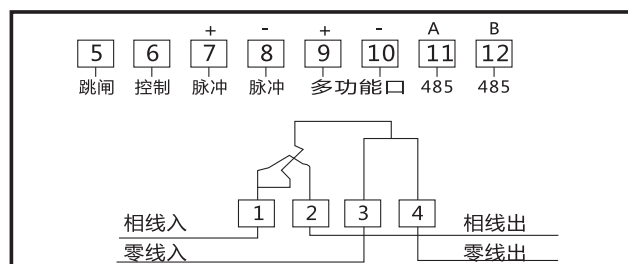 + - + - A B
5 6 7 8 9 10 11 12
跳闸 控制 脉冲 脉冲 多功能口 485 485
1 2 3 4
相线入 相线出
零线入 零线出